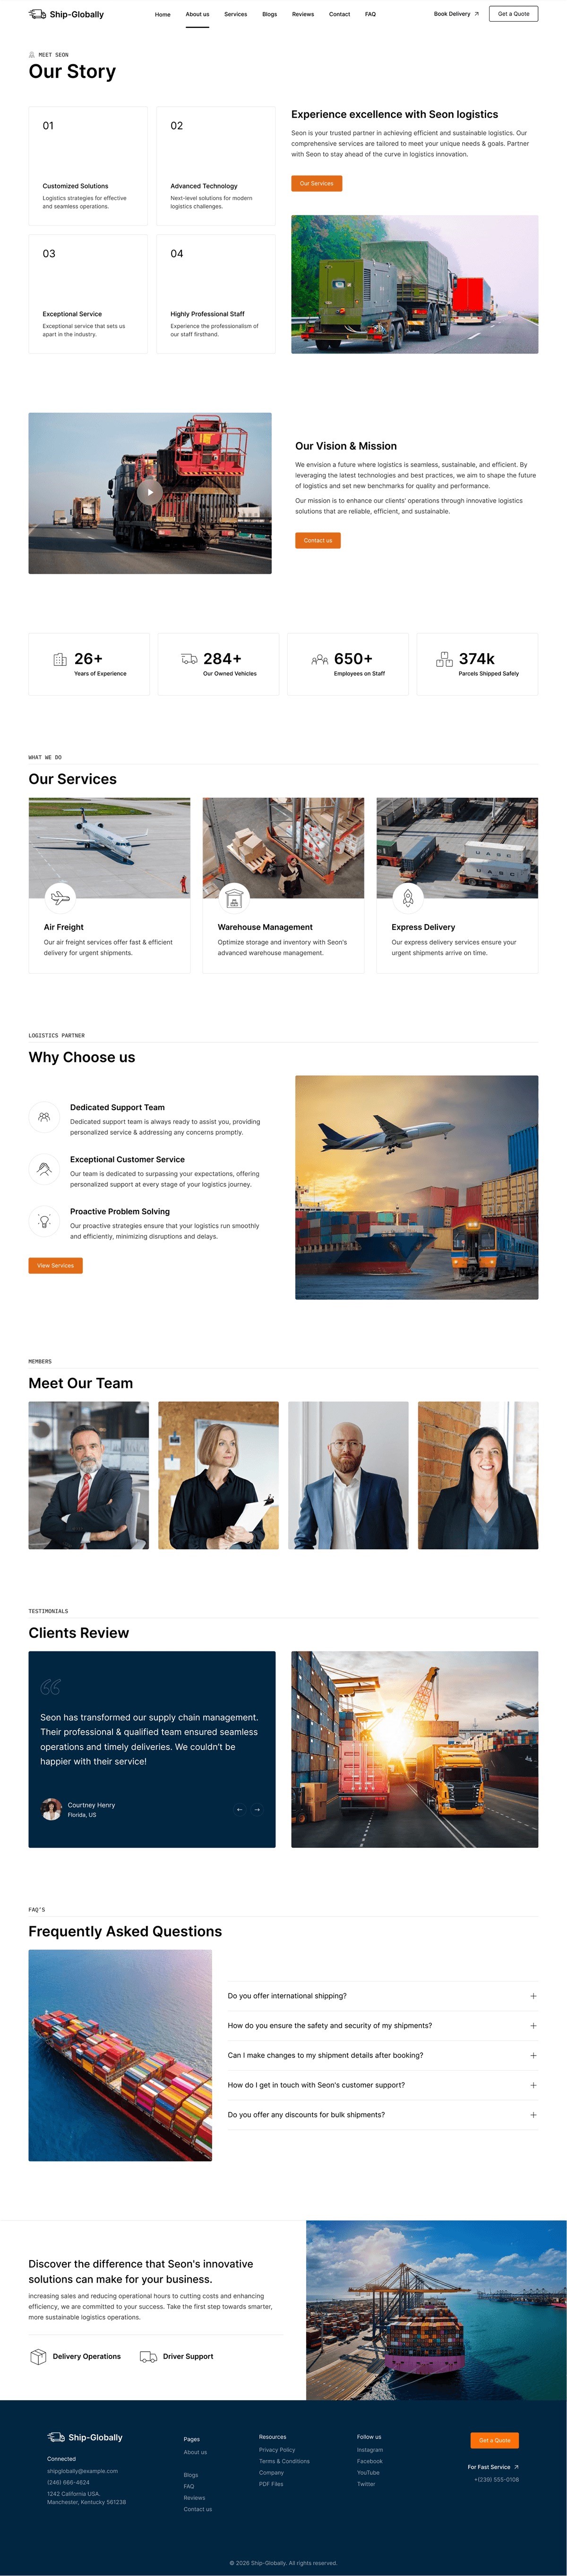 Ship-Globally
Home
About us
Services
Blogs
Reviews
Contact
FAQ
Book Delivery
Get a Quote
MEET SEON
Our Story
01
Customized Solutions
Logistics strategies for effective
and seamless operations.
02
Advanced Technology
Next-level solutions for modern
logistics challenges.
03
Exceptional Service
Exceptional service that sets us
apart in the industry.
04
Highly Professional Staff
Experience the professionalism of
our staff firsthand.
Experience excellence with Seon logistics
Seon is your trusted partner in achieving efficient and sustainable logistics. Our
comprehensive services are tailored to meet your unique needs & goals. Partner
with Seon to stay ahead of the curve in logistics innovation.
Our Services
Our Vision & Mission
We envision a future where logistics is seamless, sustainable, and efficient. By
leveraging the latest technologies and best practices, we aim to shape the future
of logistics and set new benchmarks for quality and performance.
Our mission is to enhance our clients' operations through innovative logistics
solutions that are reliable, efficient, and sustainable.
Contact us
26+
Years of Experience
284+
Our Owned Vehicles
650+
Employees on Staff
374k
Parcels Shipped Safely
WHAT WE DO
Our Services
UASC
UASC
Air Freight
Our air freight services offer fast & efficient
delivery for urgent shipments.
Warehouse Management
Optimize storage and inventory with Seon's
advanced warehouse management.
Express Delivery
Our express delivery services ensure your
urgent shipments arrive on time.
LOGISTICS PARTNER
Why Choose us
Dedicated Support Team
Dedicated support team is always ready to assist you, providing
personalized service & addressing any concerns promptly.
Exceptional Customer Service
Our team is dedicated to surpassing your expectations, offering
personalized support at every stage of your logistics journey.
Proactive Problem Solving
Our proactive strategies ensure that your logistics run smoothly
and efficiently, minimizing disruptions and delays.
View Services
MEMBERS
Meet Our Team
TESTIMONIALS
Clients Review
Seon has transformed our supply chain management.
Their professional & qualified team ensured seamless
operations and timely deliveries. We couldn't be
happier with their service!
Courtney Henry
Florida, US
FAQ'S
Frequently Asked Questions
Do you offer international shipping?
How do you ensure the safety and security of my shipments?
Can I make changes to my shipment details after booking?
How do I get in touch with Seon's customer support?
Do you offer any discounts for bulk shipments?
Discover the difference that Seon's innovative
solutions can make for your business.
Increasing sales and reducing operational hours to cutting costs and enhancing
efficiency, we are committed to your success. Take the first step towards smarter,
more sustainable logistics operations.
Delivery Operations
Driver Support
Ship-Globally
Connected
shipglobally@example.com
(246) 666-4624
1242 California USA.
Manchester, Kentucky 561238
Pages
About us
Blogs
FAQ
Reviews
Contact us
Resources
Privacy Policy
Terms & Conditions
Company
PDF Files
Follow us
Instagram
Facebook
YouTube
Twitter
Get a Quote
For Fast Service
+(239) 555-0108
© 2026 Ship-Globally. All rights reserved.